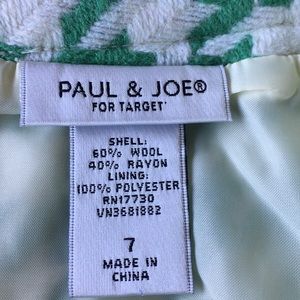 PAUL & JOE®
FOR TARGET
SHELL:
60% WOOL
40% RAYON
LINING:
100% POLYESTER
RN17730
VN3681882
7
MADE IN
CHINA